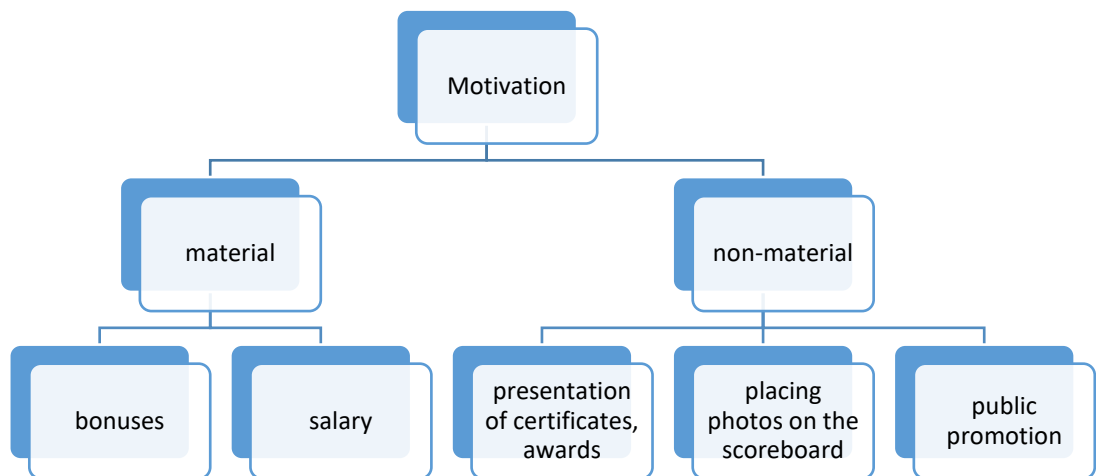 Motivation
material
non-material
bonuses
salary
presentation
of certificates,
awards
placing
photos on the
scoreboard
public
promotion